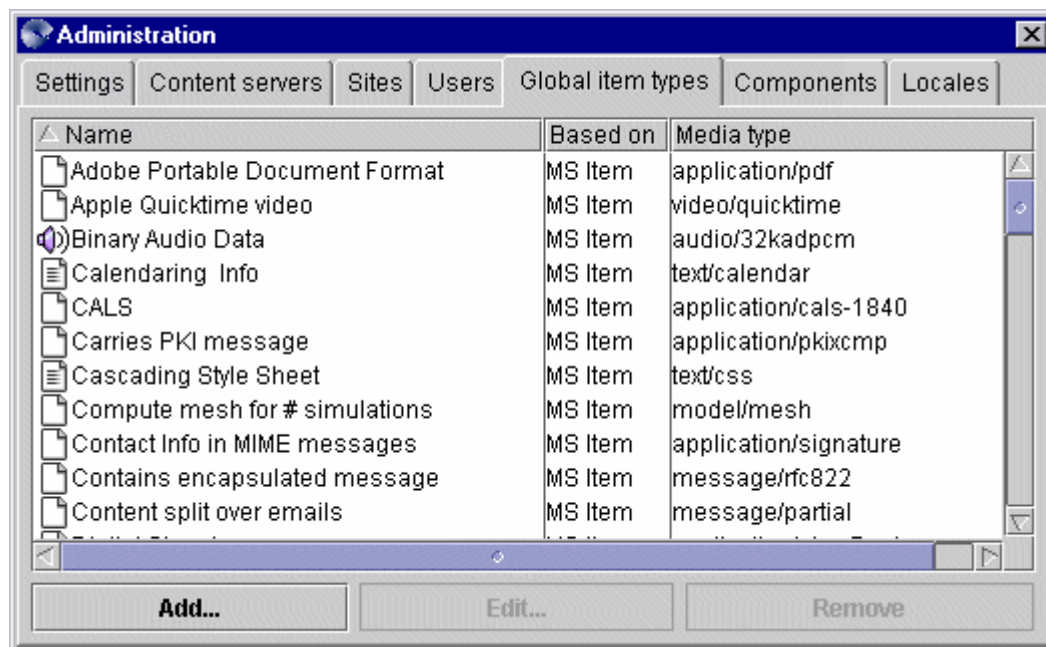 Administration
Settings Content servers Sites Users Global item types Components Locales
Name Based on Media type
Adobe Portable Document Format MS Item application/pdf
Apple Quicktime video MS Item video/quicktime
Binary Audio Data MS Item audio/32kadpcm
Calendaring Info MS Item text/calendar
CALS MS Item application/cals-1840
Carries PKI message MS Item application/pkixcmp
Cascading Style Sheet MS Item text/css
Compute mesh for # simulations MS Item model/mesh
Contact Info in MIME messages MS Item application/signature
Contains encapsulated message MS Item message/rfc822
Content split over emails MS Item message/partial
Add... Edit... Remove